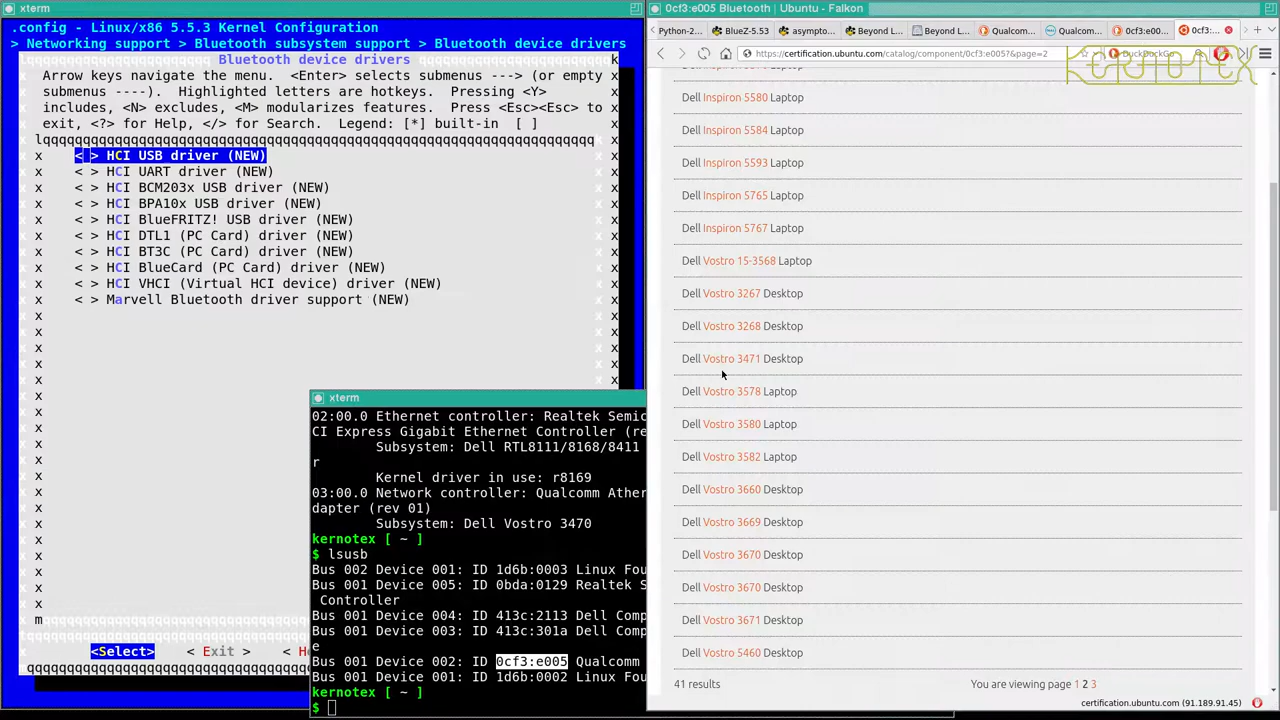 xterm
.config - Linux/x86 5.5.3 Kernel Configuration
> Networking support > Bluetooth subsystem support > Bluetooth device drivers
Bluetooth device drivers
Arrow keys navigate the menu. <Enter> selects submenus ---> (or empty
submenus ----). Highlighted letters are hotkeys. Pressing <Y>
includes, <N> excludes, <M> modularizes features. Press <Esc><Esc> to
exit, <?> for Help, </> for Search. Legend: [*] built-in [ ]
< > HCI USB driver (NEW)
< > HCI UART driver (NEW)
< > HCI BCM203x USB driver (NEW)
< > HCI BPA10x USB driver (NEW)
< > HCI BlueFRITZ! USB driver (NEW)
< > HCI DTL1 (PC Card) driver (NEW)
< > HCI BT3C (PC Card) driver (NEW)
< > HCI BlueCard (PC Card) driver (NEW)
< > HCI VHCI (Virtual HCI device) driver (NEW)
< > Marvell Bluetooth driver support (NEW)
<Select> < Exit > < H
xterm
02:00.0 Ethernet controller: Realtek Semic
CI Express Gigabit Ethernet Controller (re
Subsystem: Dell RTL8111/8168/8411
r
Kernel driver in use: r8169
03:00.0 Network controller: Qualcomm Ather
dapter (rev 01)
Subsystem: Dell Vostro 3470
kernotex [ ~ ]
$ lsusb
Bus 002 Device 001: ID 1d6b:0003 Linux Fou
Bus 001 Device 005: ID 0bda:0129 Realtek S
Controller
Bus 001 Device 004: ID 413c:2113 Dell Comp
Bus 001 Device 003: ID 413c:301a Dell Comp
e
Bus 001 Device 002: ID 0cf3:e005 Qualcomm
Bus 001 Device 001: ID 1d6b:0002 Linux Fou
kernotex [ ~ ]
$
0cf3:e005 Bluetooth | Ubuntu - Falkon
Python-2... BlueZ-5.53 asympto... Beyond L... Beyond L... Qualcom... Qualcom... 0cf3:e00... 0cf3:...
https://certification.ubuntu.com/catalog/component/0cf3:e005?&page=2
DuckDuckGo
KERNOTEX
Dell Inspiron 5580 Laptop
Dell Inspiron 5584 Laptop
Dell Inspiron 5593 Laptop
Dell Inspiron 5765 Laptop
Dell Inspiron 5767 Laptop
Dell Vostro 15-3568 Laptop
Dell Vostro 3267 Desktop
Dell Vostro 3268 Desktop
Dell Vostro 3471 Desktop
Dell Vostro 3578 Laptop
Dell Vostro 3580 Laptop
Dell Vostro 3582 Laptop
Dell Vostro 3660 Desktop
Dell Vostro 3669 Desktop
Dell Vostro 3670 Desktop
Dell Vostro 3670 Desktop
Dell Vostro 3671 Desktop
Dell Vostro 5460 Desktop
41 results
You are viewing page 1 2 3
certification.ubuntu.com (91.189.91.45)